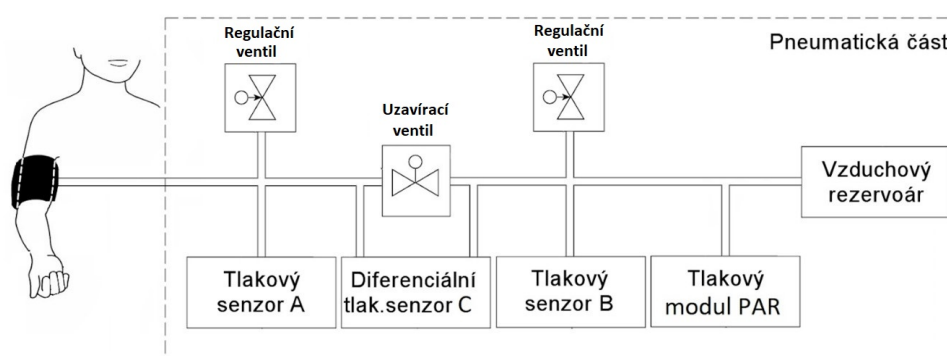 Regulační
ventil
Regulační
ventil
Pneumatická část
Uzavírací
ventil
Vzduchový
rezervoár
Tlakový
senzor A
Diferenciální
tlak.senzor C
Tlakový
senzor B
Tlakový
modul PAR